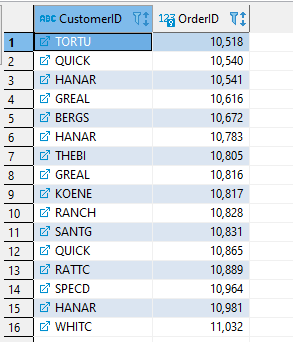 ABC CustomerID 123 OrderID
1 TORTU 10,518
2 QUICK 10,540
3 HANAR 10,541
4 GREAL 10,616
5 BERGS 10,672
6 HANAR 10,783
7 THEBI 10,805
8 GREAL 10,816
9 KOENE 10,817
10 RANCH 10,828
11 SANTG 10,831
12 QUICK 10,865
13 RATTC 10,889
14 SPECD 10,964
15 HANAR 10,981
16 WHITC 11,032